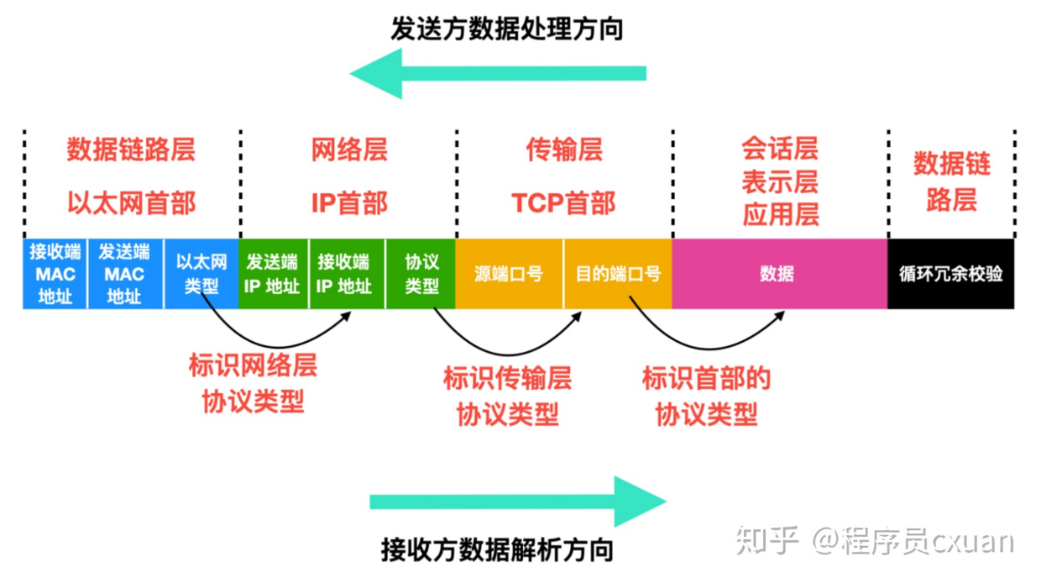 发送方数据处理方向
数据链路层
以太网首部
网络层
IP首部
传输层
TCP首部
会话层
表示层
应用层
数据链
路层
接收端
MAC
地址
发送端
MAC
地址
以太网
类型
发送端
IP 地址
接收端
IP 地址
协议
类型
源端口号
目的端口号
数据
循环冗余校验
标识网络层
协议类型
标识传输层
协议类型
标识首部的
协议类型
接收方数据解析方向
知乎 @程序员cxuan